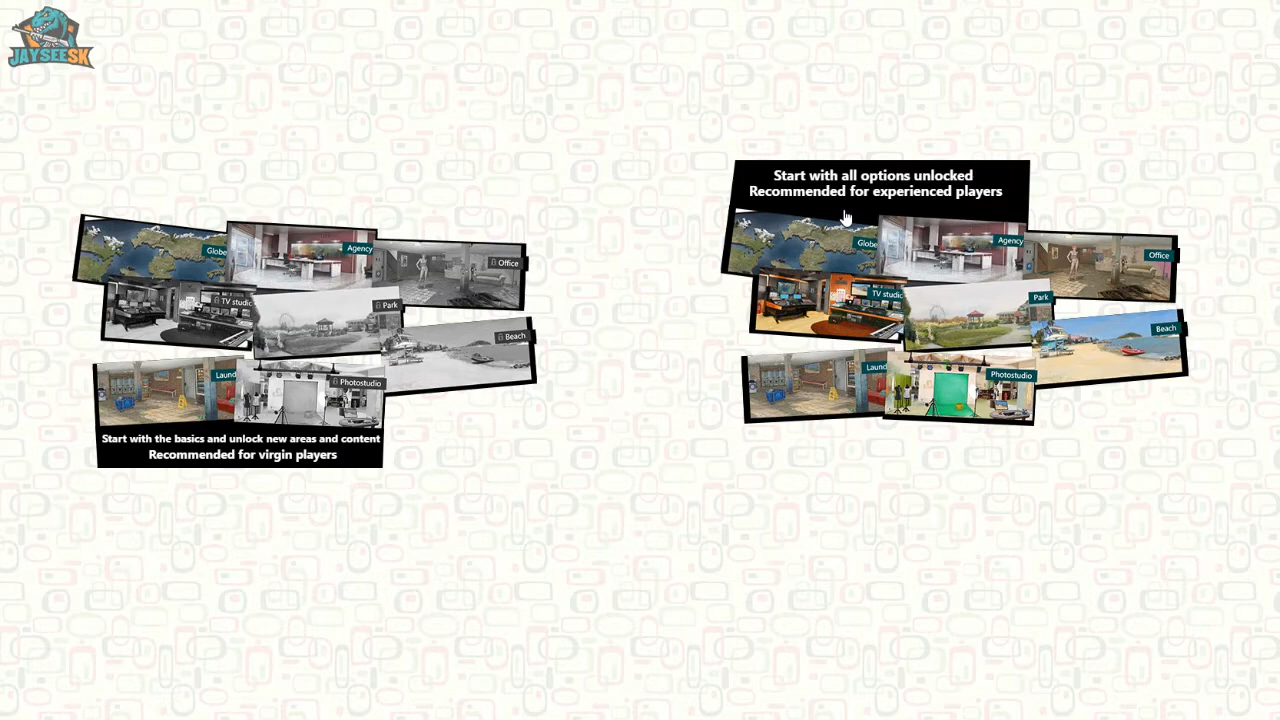 JAYSEESK
Start with all options unlocked
Recommended for experienced players
Globe
Agency
Office
TV studio
Park
Beach
Laund
Photostudio
Start with the basics and unlock new areas and content
Recommended for virgin players
Globe
Agency
Office
TV studio
Park
Beach
Laund
Photostudio